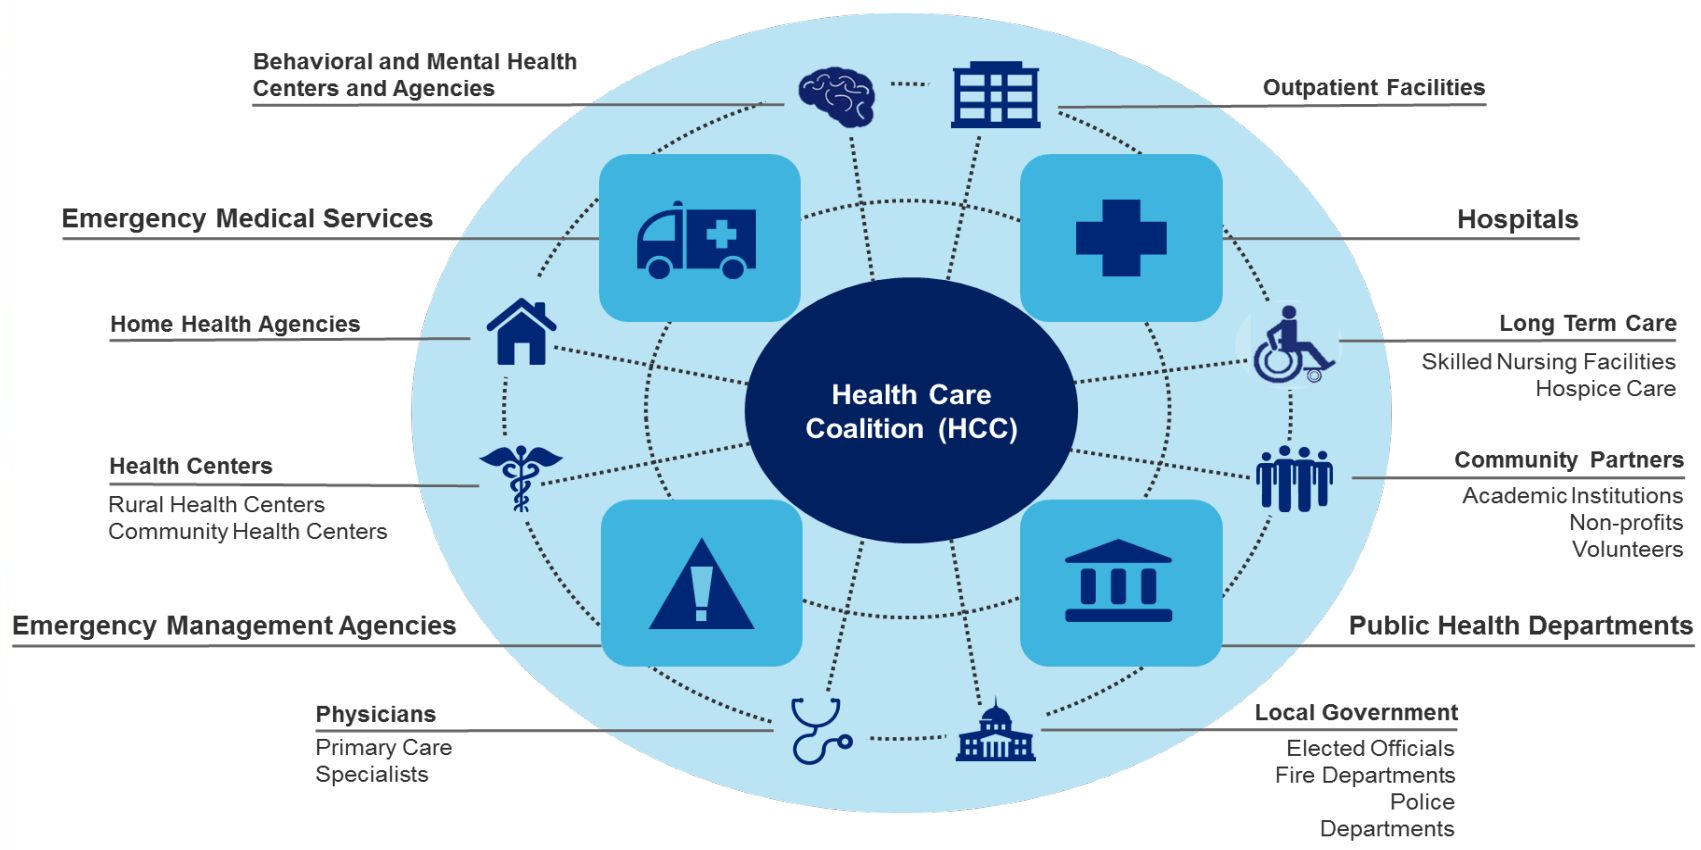 Behavioral and Mental Health
Centers and Agencies
Outpatient Facilities
Emergency Medical Services
Hospitals
Home Health Agencies
Long Term Care
Skilled Nursing Facilities
Hospice Care
Health Care
Coalition (HCC)
Health Centers
Rural Health Centers
Community Health Centers
Community Partners
Academic Institutions
Non-profits
Volunteers
Emergency Management Agencies
Public Health Departments
Physicians
Primary Care
Specialists
Local Government
Elected Officials
Fire Departments
Police
Departments